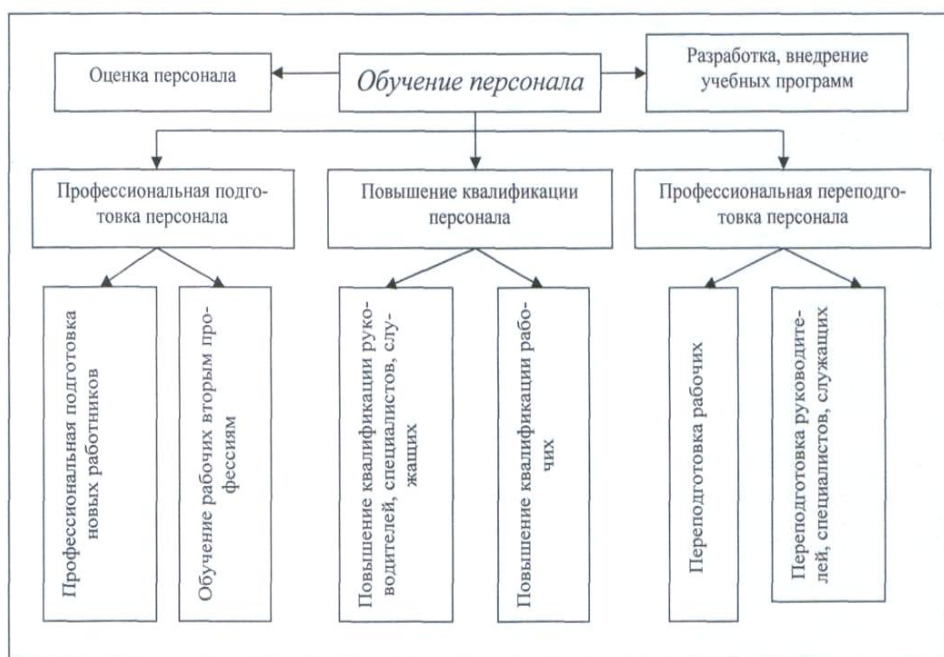 Оценка персонала
Обучение персонала
Разработка, внедрение
учебных программ
Профессиональная подго-
товка персонала
Повышение квалификации
персонала
Профессиональная переподго-
товка персонала
Профессиональная подготовка
новых работников
Обучение рабочих вторым про-
фессиям
Повышение квалификации руко-
водителей, специалистов, слу-
жащих
Повышение квалификации рабо-
чих
Переподготовка рабочих
Переподготовка руководите-
лей, специалистов, служащих